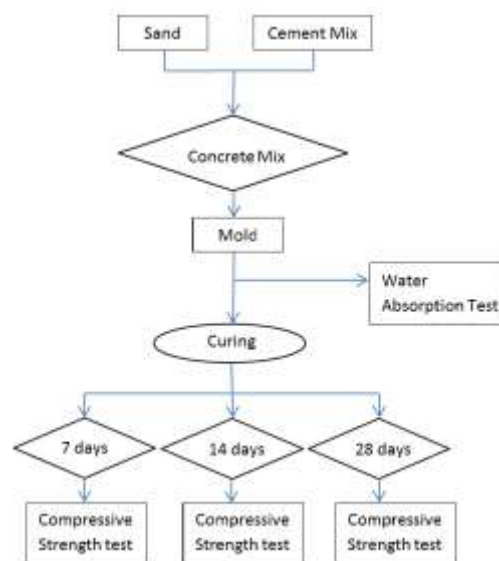 Sand
Cement Mix
Concrete Mix
Mold
Water
Absorption Test
Curing
7 days
14 days
28 days
Compressive
Strength test
Compressive
Strength test
Compressive
Strength test